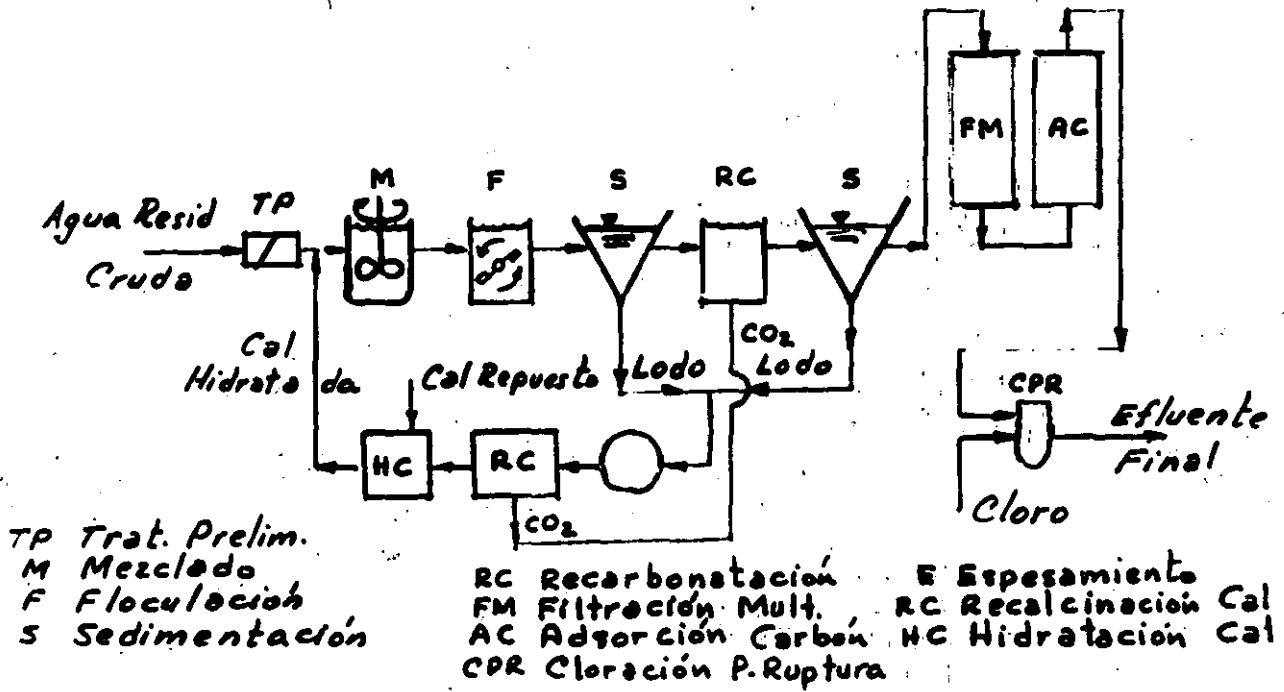 FM AC
M F S RC S
Agua Resid TP
Cruda
CO₂
Cal
Hidratada
Cal Repuesto
Lodo Lodo
CPR
Efluente
Final
HC RC
Cloro
CO₂
TP Trat. Prelim.
M Mezclado
F Floculación
S Sedimentación
RC Recarbonatación
FM Filtración Mult.
AC Adsorción Carbón
CPR Cloración P. Ruptura
E Espesamiento
RC Recalcinación Cal
HC Hidratación Cal